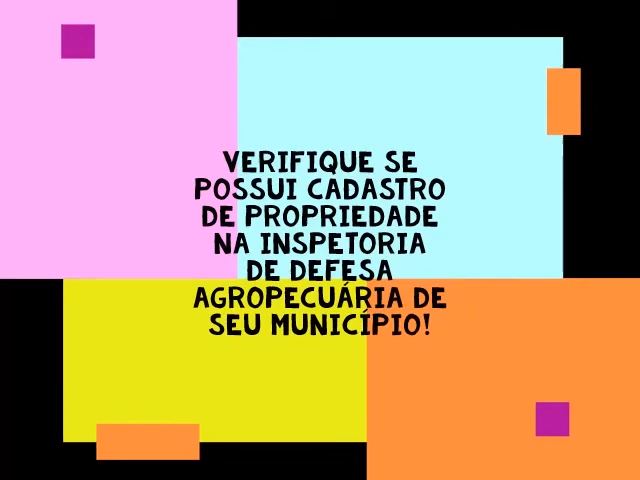 VERIFIQUE SE
POSSUI CADASTRO
DE PROPRIEDADE
NA INSPETORIA
DE DEFESA
AGROPECUÁRIA DE
SEU MUNICÍPIO!